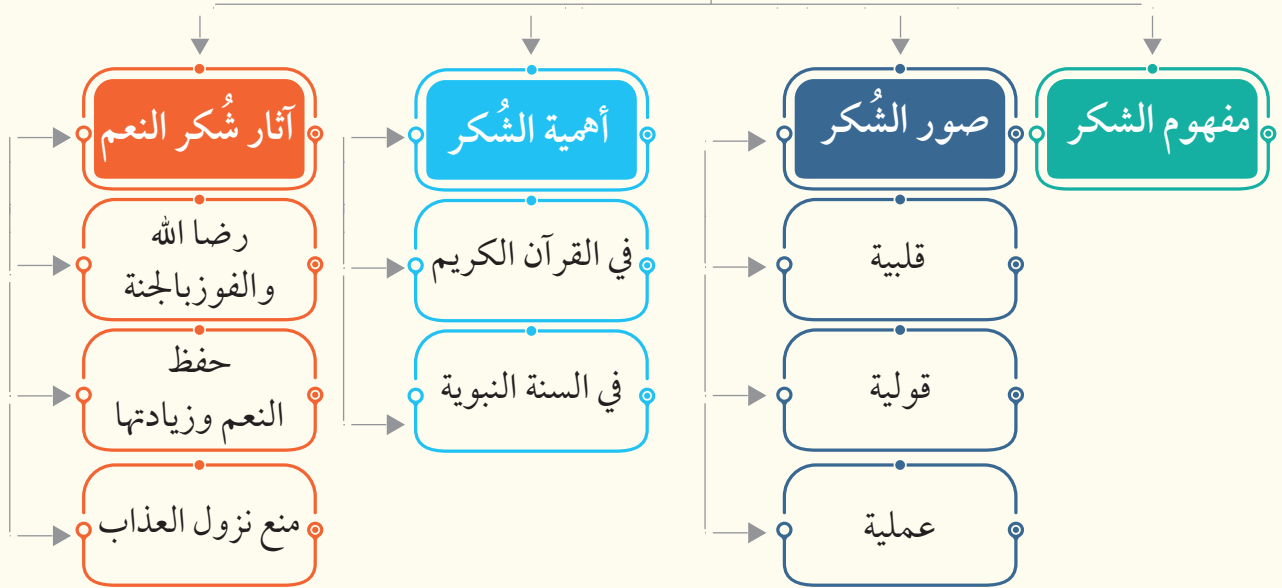 مفهوم الشكر
صور الشُكر
قلبية
قولية
عملية
أهمية الشُكر
في القرآن الكريم
في السنة النبوية
آثار شُكر النعم
رضا الله
والفوزبالجنة
حفظ
النعم وزيادتها
منع نزول العذاب